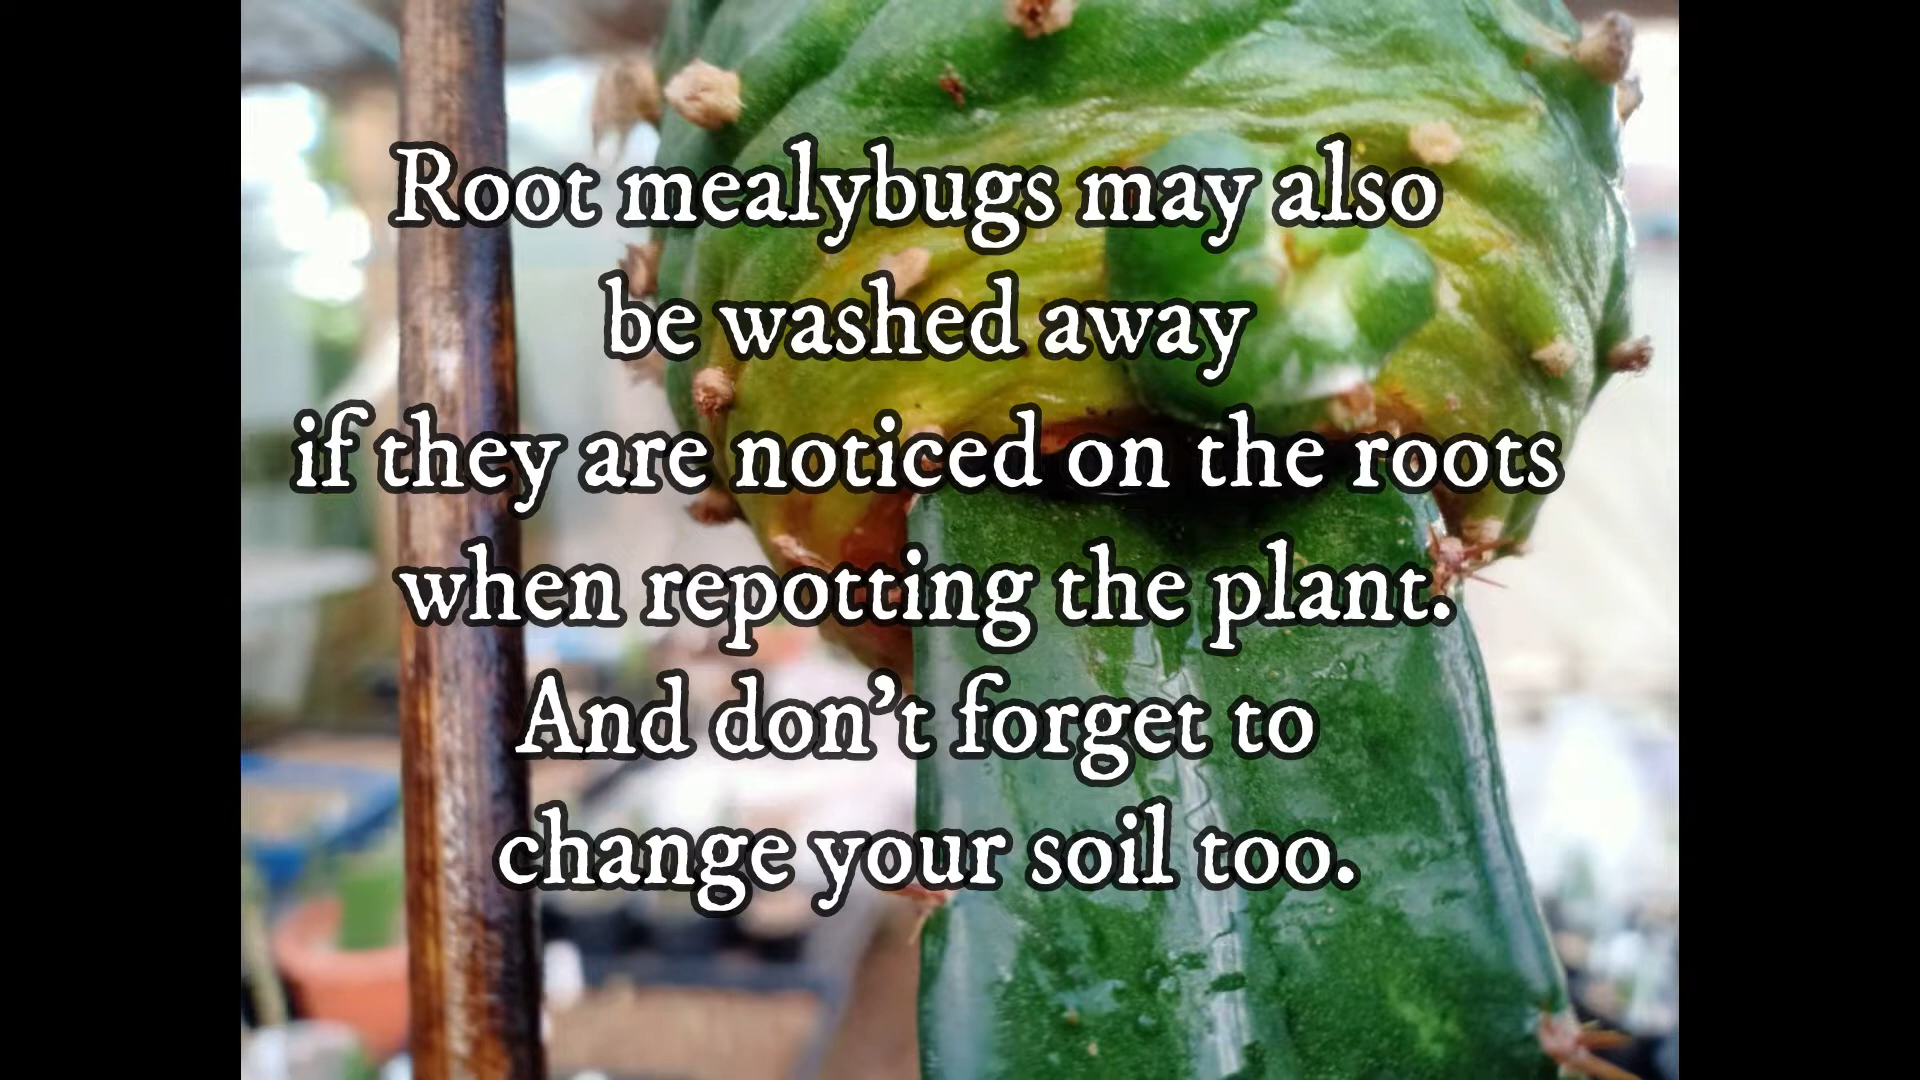 Root mealybugs may also
be washed away
if they are noticed on the roots
when repotting the plant.
And don't forget to
change your soil too.